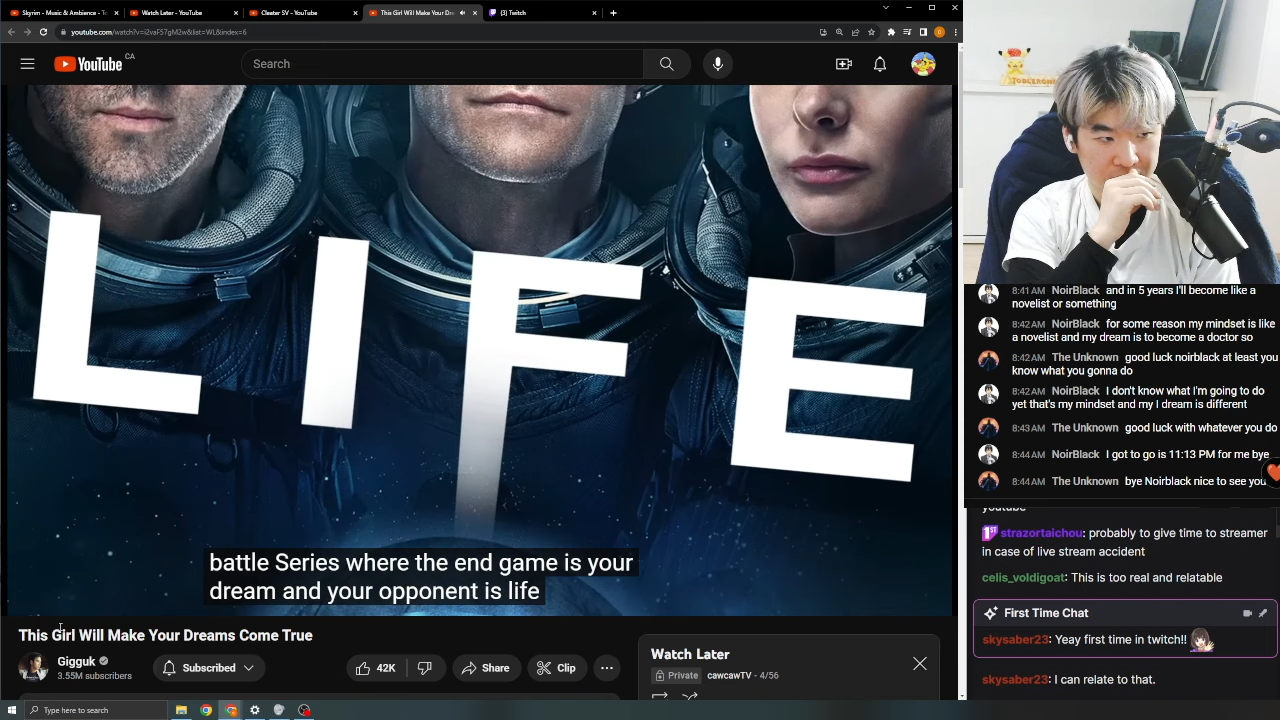 Skyrim - Music & Ambience - T
Watch Later - YouTube
Cleater SV - YouTube
This Girl Will Make Your Dre
(3) Twitch
youtube.com/watch?v=i2vaF57gM2w&list=WL&index=6
YouTube CA
Search
LIFE
battle Series where the end game is your
dream and your opponent is life
This Girl Will Make Your Dreams Come True
Gigguk
3.55M subscribers
Subscribed
42K
Share
Clip
Watch Later
Private cawcawTV - 4/56
Type here to search
8:41 AM NoirBlack and in 5 years I'll become like a
novelist or something
8:42 AM NoirBlack for some reason my mindset is like
a novelist and my dream is to become a doctor so
8:42 AM The Unknown good luck noirblack at least you
know what you gonna do
8:42 AM NoirBlack I don't know what I'm going to do
yet that's my mindset and my I dream is different
8:43 AM The Unknown good luck with whatever you do
8:44 AM NoirBlack I got to go is 11:13 PM for me bye
8:44 AM The Unknown bye Noirblack nice to see you
youtube
1ST strazortaichou: probably to give time to streamer
in case of live stream accident
celis_voldigoat: This is too real and relatable
First Time Chat
skysaber23: Yeay first time in twitch!!
skysaber23: I can relate to that.